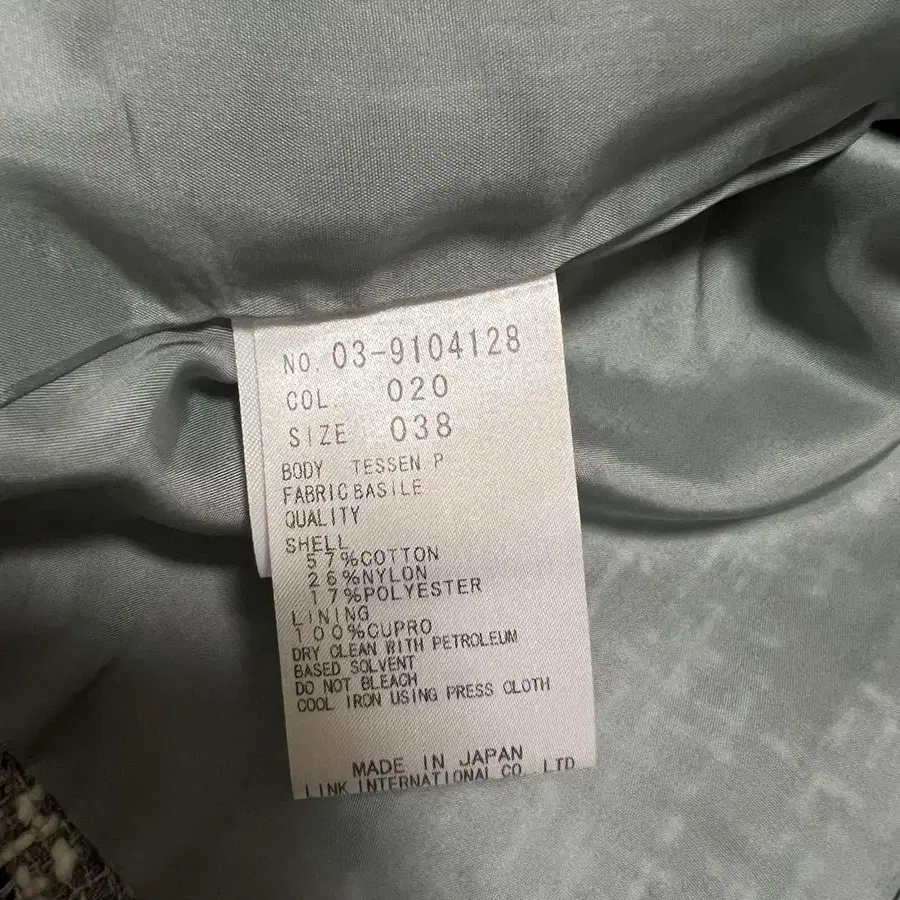 NO. 03-9104128
COL. 020
SIZE 038
BODY TESSEN P
FABRIC BASILE
QUALITY
SHELL
57%COTTON
26%NYLON
17%POLYESTER
LINING
100%CUPRO
DRY CLEAN WITH PETROLEUM
BASED SOLVENT
DO NOT BLEACH
COOL IRON USING PRESS CLOTH
MADE IN JAPAN
LINK INTERNATIONAL CO., LTD